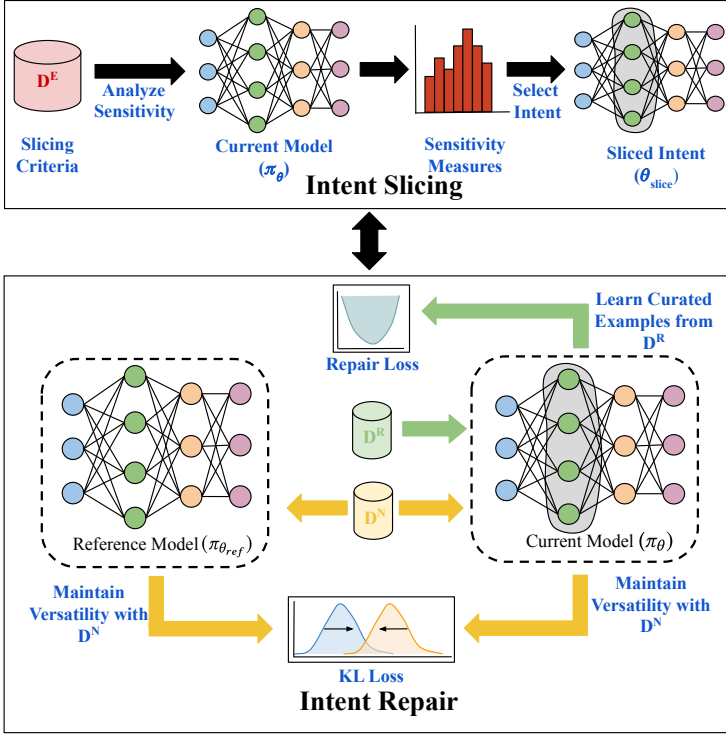 D^E
Analyze
Sensitivity
Select
Intent
Slicing
Criteria
Current Model
(π_θ)
Sensitivity
Measures
Sliced Intent
(θ_slice)
Intent Slicing
Learn Curated
Examples from
D^R
Repair Loss
D^R
D^N
Reference Model (π_θ_ref)
Current Model (π_θ)
Maintain
Versatility with
D^N
Maintain
Versatility with
D^N
KL Loss
Intent Repair